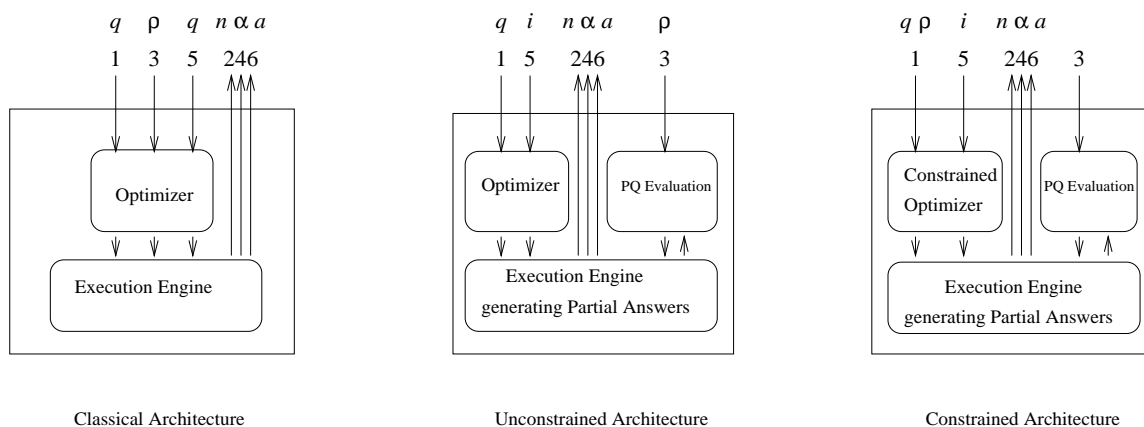 q ρ q n α a
1 3 5 246
Optimizer
Execution Engine
Classical Architecture
q i n α a ρ
1 5 246 3
Optimizer
PQ Evaluation
Execution Engine
generating Partial Answers
Unconstrained Architecture
q ρ i n α a
1 5 246 3
Constrained
Optimizer
PQ Evaluation
Execution Engine
generating Partial Answers
Constrained Architecture